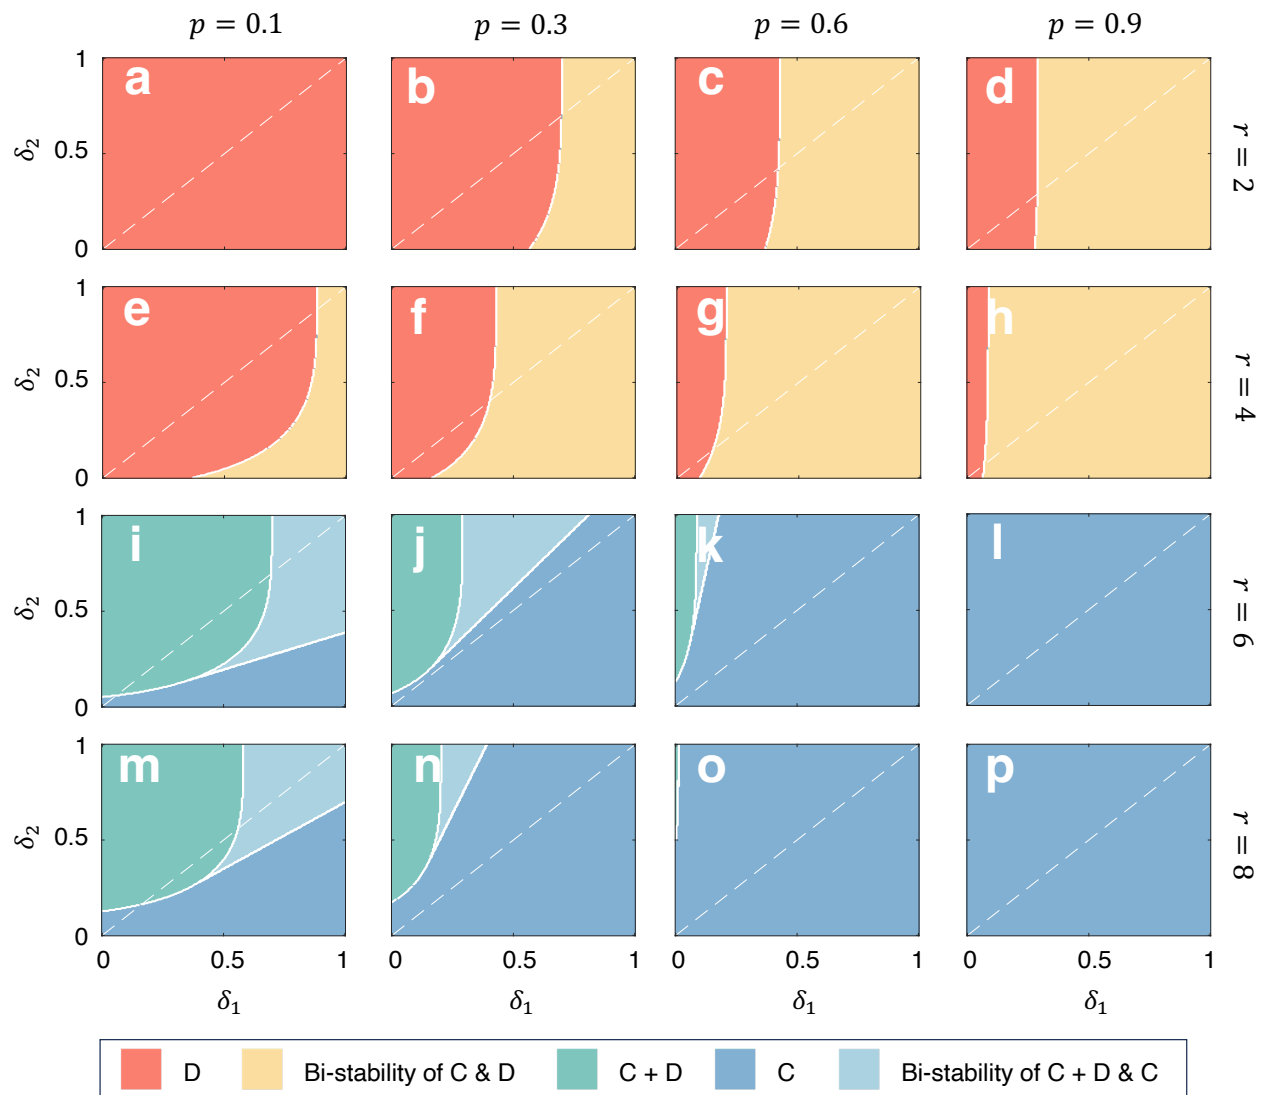 p = 0.1 p = 0.3 p = 0.6 p = 0.9
1 a b c d
δ₂ 0.5 r = 2
0
1 e f g h
δ₂ 0.5 r = 4
0
1 i j k l
δ₂ 0.5 r = 6
0
1 m n o p
δ₂ 0.5 r = 8
0
0 0.5 1 0 0.5 1 0 0.5 1 0 0.5 1
δ₁ δ₁ δ₁ δ₁
D Bi-stability of C & D C + D C Bi-stability of C + D & C